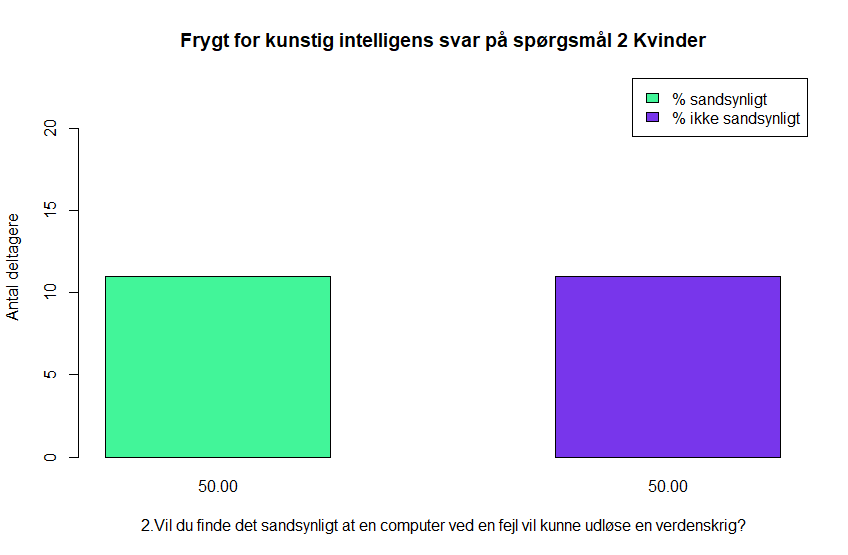 Frygt for kunstig intelligens svar på spørgsmål 2 Kvinder
% sandsynligt
% ikke sandsynligt
Antal deltagere
20
15
10
5
0
50.00
50.00
2.Vil du finde det sandsynligt at en computer ved en fejl vil kunne udløse en verdenskrig?